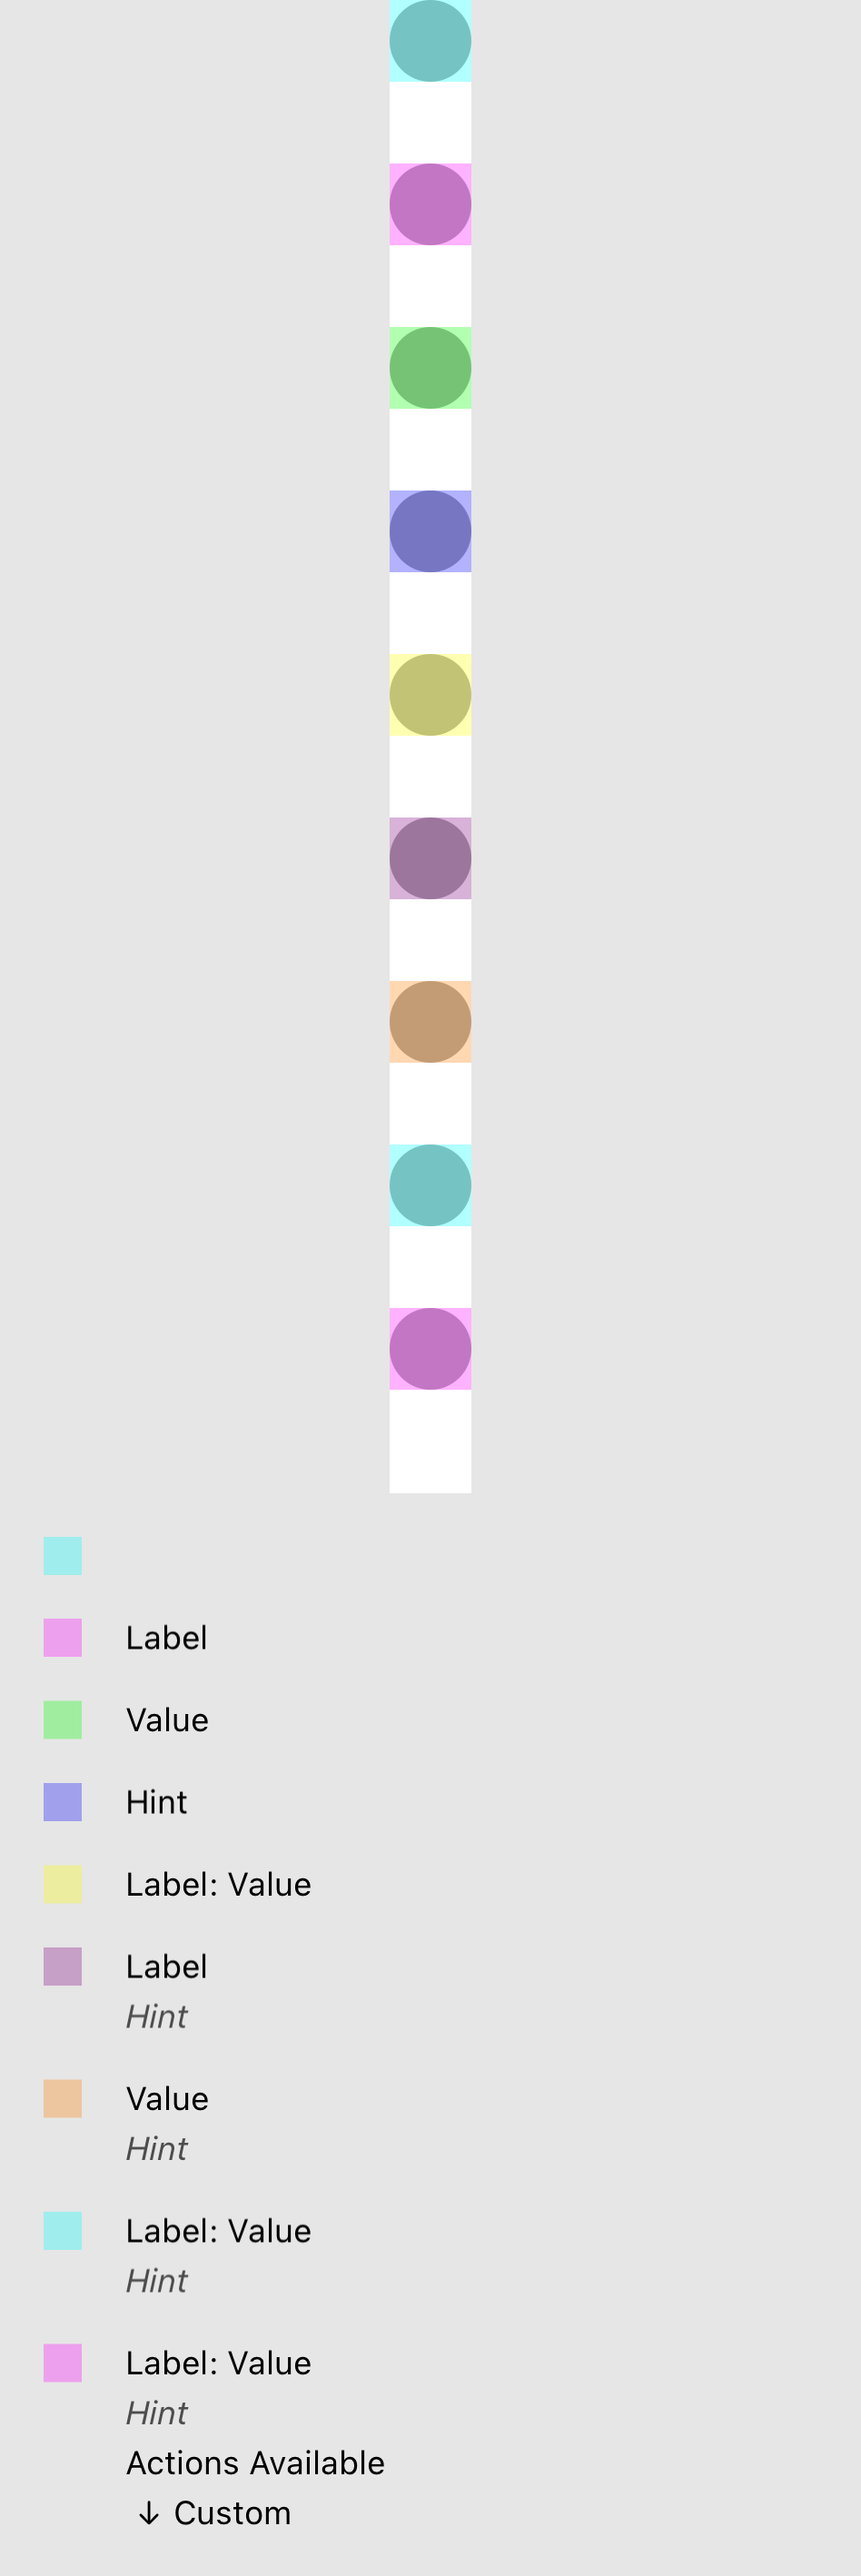 Label
Value
Hint
Label: Value
Label
Hint
Value
Hint
Label: Value
Hint
Label: Value
Hint
Actions Available
↓ Custom